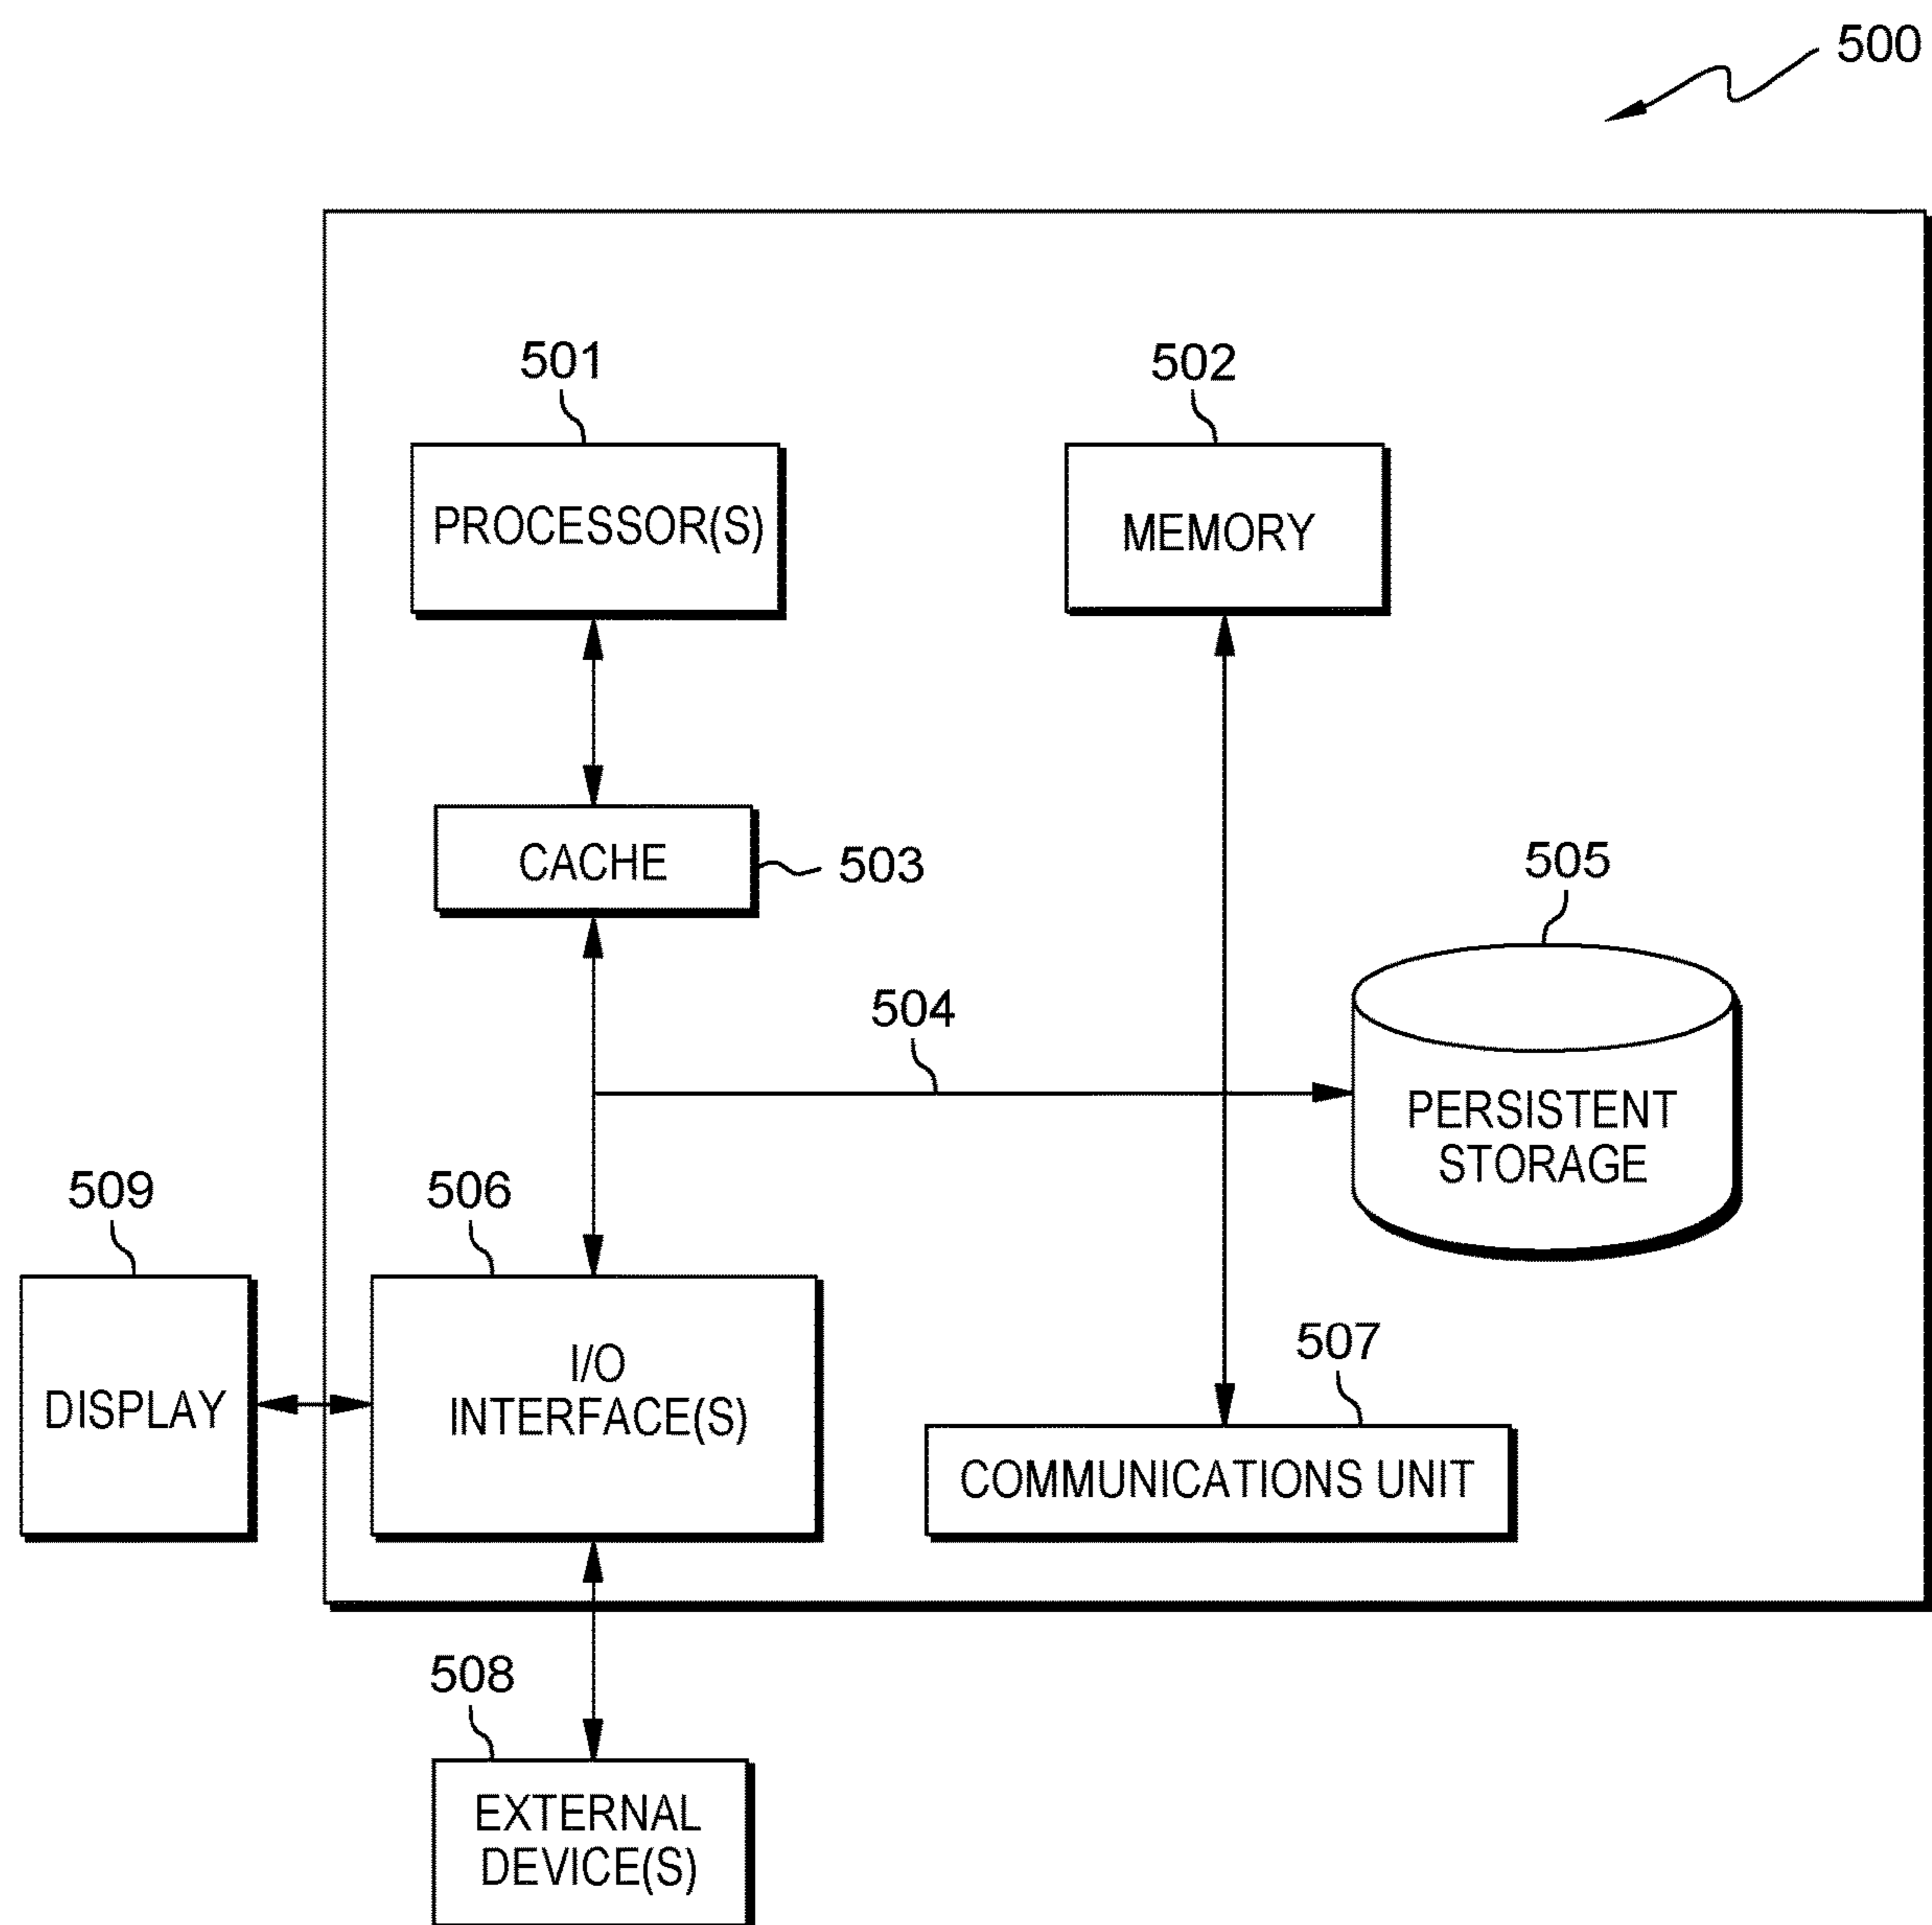 500
501
502
PROCESSOR(S)
MEMORY
CACHE
503
505
504
PERSISTENT
STORAGE
509
506
I/O
INTERFACE(S)
DISPLAY
507
COMMUNICATIONS UNIT
508
EXTERNAL
DEVICE(S)